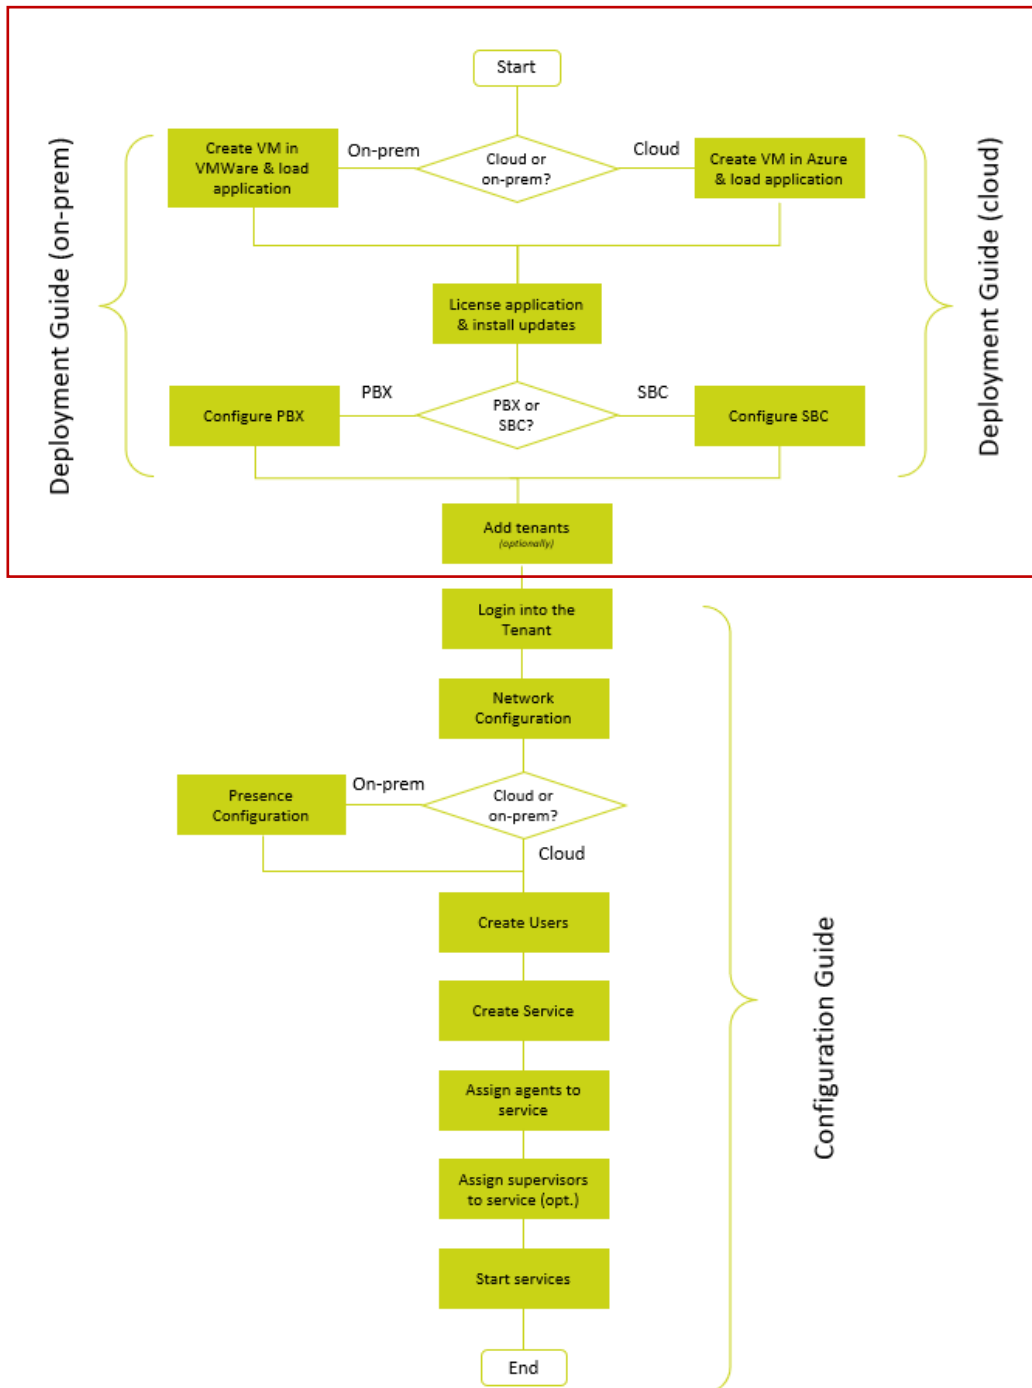 Start
Deployment Guide (on-prem)
Create VM in
VMWare & load
application
On-prem
Cloud or
on-prem?
Cloud
Create VM in Azure
& load application
Deployment Guide (cloud)
License application
& install updates
Configure PBX
PBX
PBX or
SBC?
SBC
Configure SBC
Add tenants
(optionally)
Login into the
Tenant
Network
Configuration
Presence
Configuration
On-prem
Cloud or
on-prem?
Cloud
Create Users
Configuration Guide
Create Service
Assign agents to
service
Assign supervisors
to service (opt.)
Start services
End